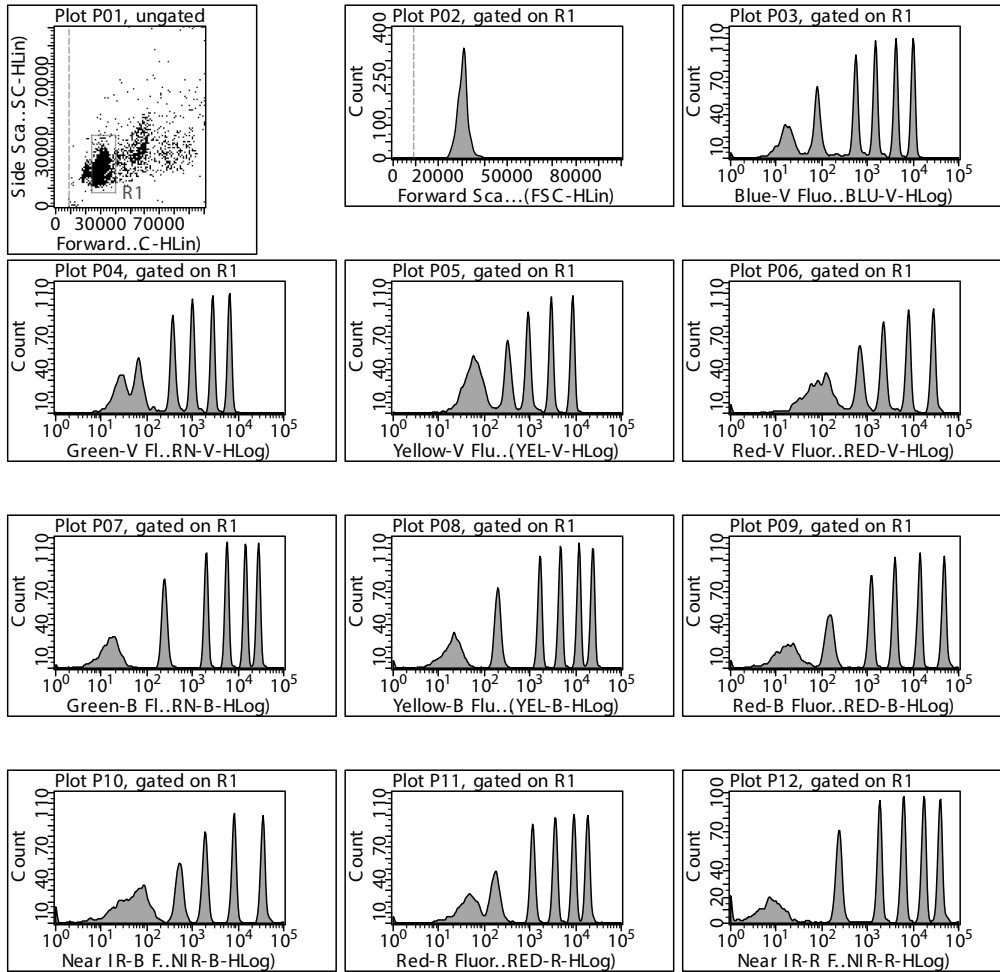 Plot P01, ungated
Side Sca..SC-HLin)
0 30000 70000
R1
0 30000 70000
Forward..C-HLin)
Plot P02, gated on R1
Count
0 100 250 400
0 20000 40000 80000
Forward Sca...(FSC-HLin)
Plot P03, gated on R1
Count
10 40 70 110
10^0 10^1 10^2 10^3 10^4 10^5
Blue-V Fluo..BLU-V-HLog)
Plot P04, gated on R1
Count
10 40 70 110
10^0 10^1 10^2 10^3 10^4 10^5
Green-V Fl..RN-V-HLog)
Plot P05, gated on R1
Count
10 40 70 110
10^0 10^1 10^2 10^3 10^4 10^5
Yellow-V Flu..(YEL-V-HLog)
Plot P06, gated on R1
Count
10 40 70 110
10^0 10^1 10^2 10^3 10^4 10^5
Red-V Fluor..RED-V-HLog)
Plot P07, gated on R1
Count
10 40 70 110
10^0 10^1 10^2 10^3 10^4 10^5
Green-B Fl..RN-B-HLog)
Plot P08, gated on R1
Count
10 40 70 110
10^0 10^1 10^2 10^3 10^4 10^5
Yellow-B Flu..(YEL-B-HLog)
Plot P09, gated on R1
Count
10 40 70 110
10^0 10^1 10^2 10^3 10^4 10^5
Red-B Fluor..RED-B-HLog)
Plot P10, gated on R1
Count
10 40 70 110
10^0 10^1 10^2 10^3 10^4 10^5
Near IR-B F..NIR-B-HLog)
Plot P11, gated on R1
Count
10 40 70 110
10^0 10^1 10^2 10^3 10^4 10^5
Red-R Fluor..RED-R-HLog)
Plot P12, gated on R1
Count
0 20 40 70 100
10^0 10^1 10^2 10^3 10^4 10^5
Near IR-R F..NIR-R-HLog)